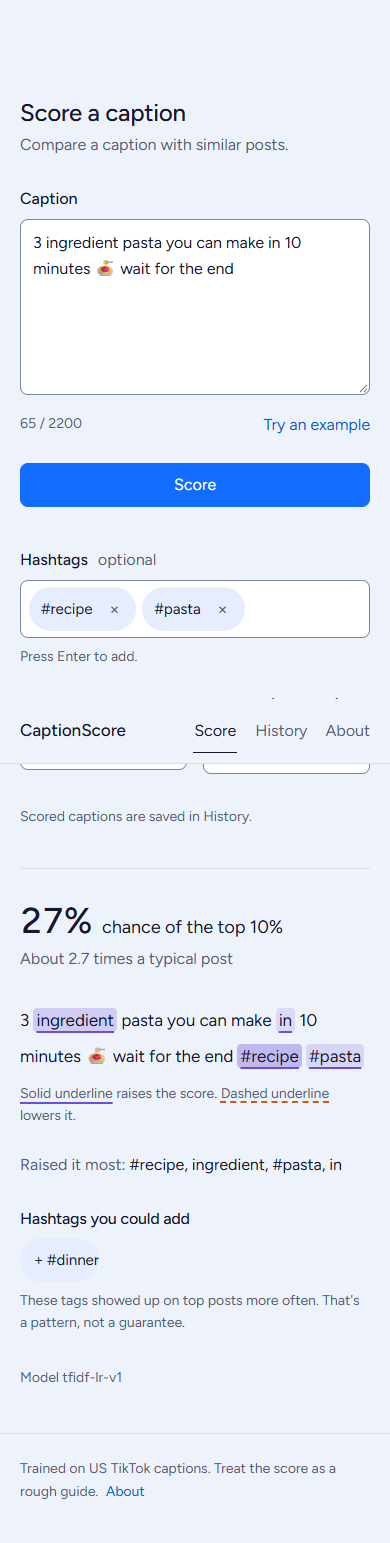 Score a caption
Compare a caption with similar posts.
Caption
3 ingredient pasta you can make in 10
minutes 🍝 wait for the end
65 / 2200
Try an example
Score
Hashtags optional
#recipe ×
#pasta ×
Press Enter to add.
CaptionScore
Score
History
About
Scored captions are saved in History.
27% chance of the top 10%
About 2.7 times a typical post
3 ingredient pasta you can make in 10
minutes 🍝 wait for the end #recipe #pasta
Solid underline raises the score. Dashed underline
lowers it.
Raised it most: #recipe, ingredient, #pasta, in
Hashtags you could add
+ #dinner
These tags showed up on top posts more often. That's
a pattern, not a guarantee.
Model tfidf-lr-v1
Trained on US TikTok captions. Treat the score as a
rough guide. About